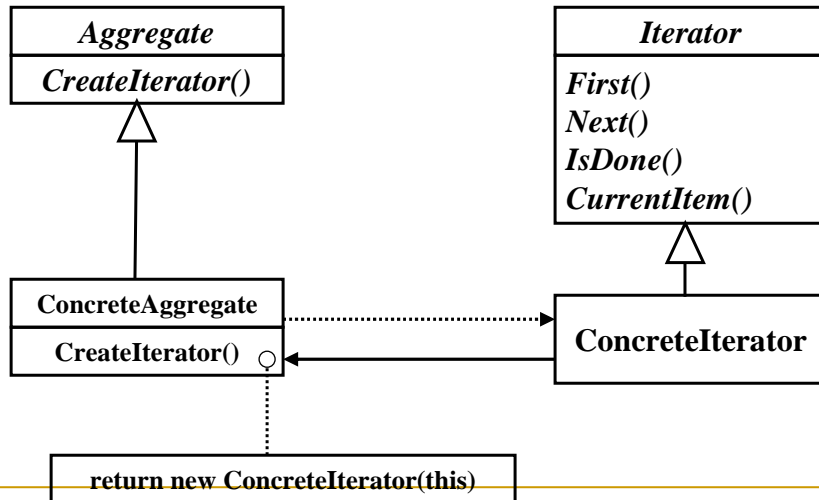 Aggregate
CreateIterator()
Iterator
First()
Next()
IsDone()
CurrentItem()
ConcreteAggregate
CreateIterator()
ConcreteIterator
return new ConcreteIterator(this)